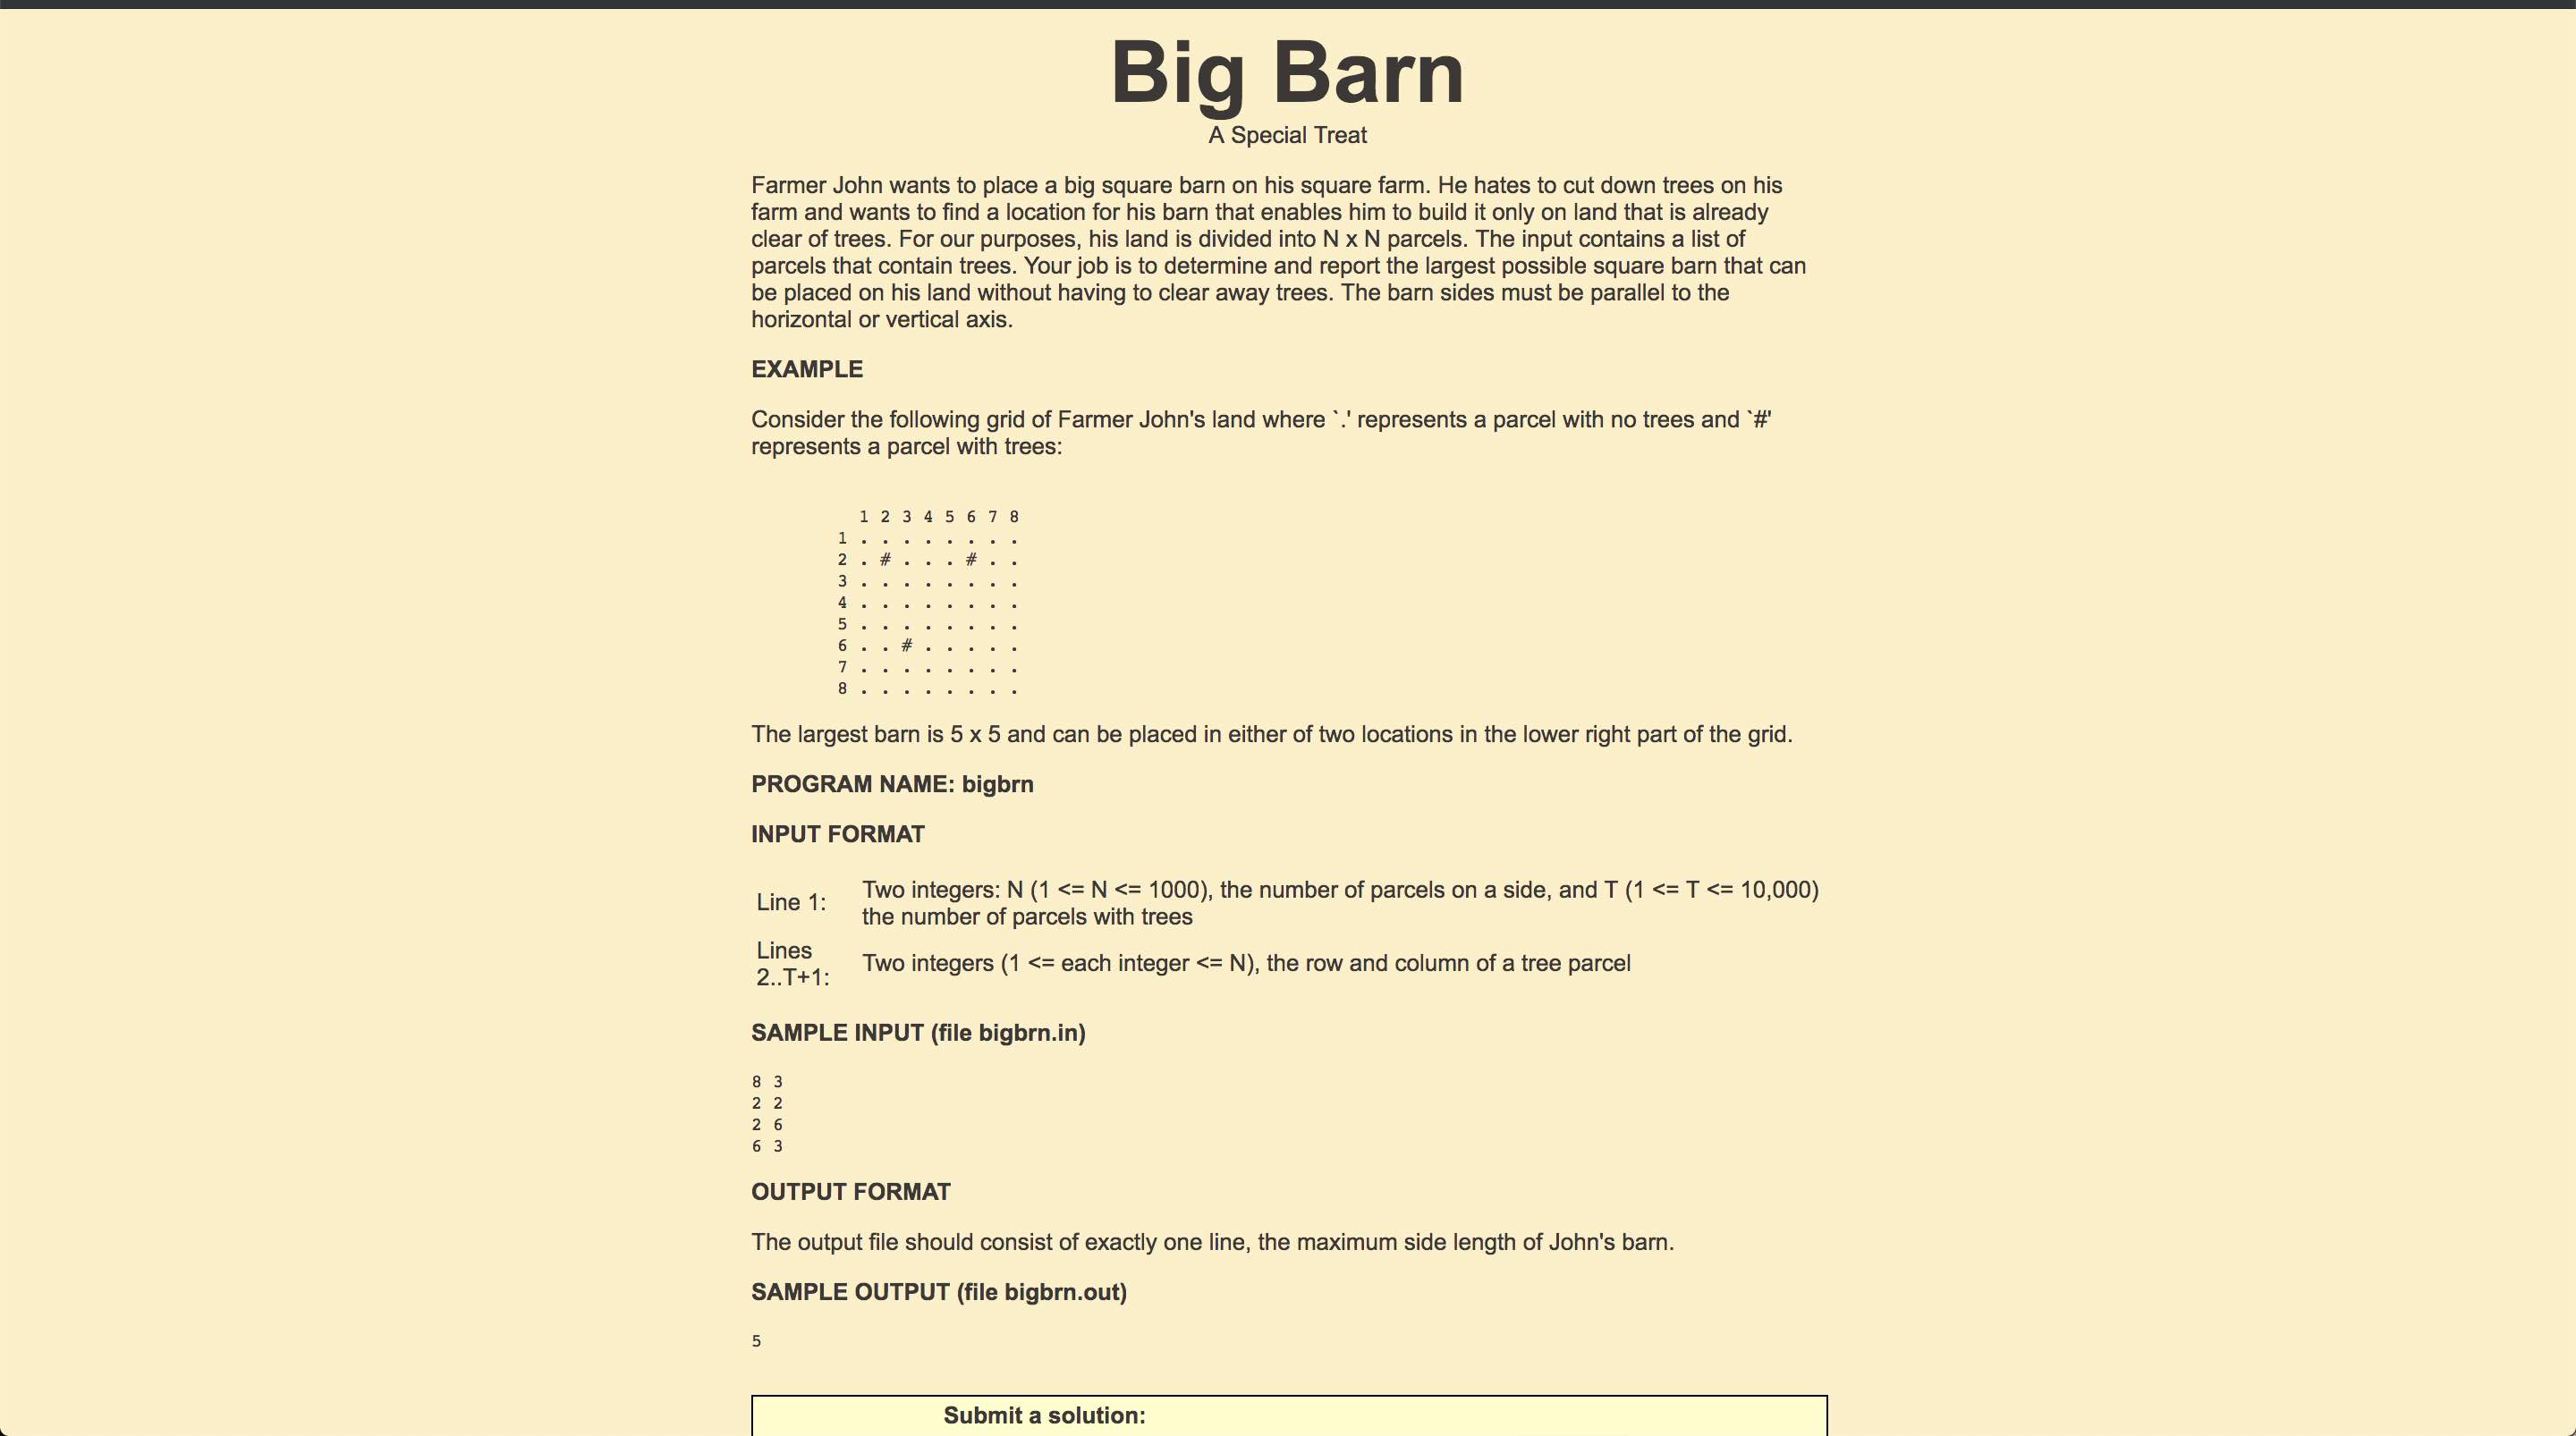 Big Barn
A Special Treat
Farmer John wants to place a big square barn on his square farm. He hates to cut down trees on his
farm and wants to find a location for his barn that enables him to build it only on land that is already
clear of trees. For our purposes, his land is divided into N x N parcels. The input contains a list of
parcels that contain trees. Your job is to determine and report the largest possible square barn that can
be placed on his land without having to clear away trees. The barn sides must be parallel to the
horizontal or vertical axis.
EXAMPLE
Consider the following grid of Farmer John's land where `.' represents a parcel with no trees and `#'
represents a parcel with trees:
1 2 3 4 5 6 7 8
1 . . . . . . . .
2 . # . . . # . .
3 . . . . . . . .
4 . . . . . . . .
5 . . . . . . . .
6 . . # . . . . .
7 . . . . . . . .
8 . . . . . . . .
The largest barn is 5 x 5 and can be placed in either of two locations in the lower right part of the grid.
PROGRAM NAME: bigbrn
INPUT FORMAT
Line 1: Two integers: N (1 <= N <= 1000), the number of parcels on a side, and T (1 <= T <= 10,000)
the number of parcels with trees
Lines
2..T+1: Two integers (1 <= each integer <= N), the row and column of a tree parcel
SAMPLE INPUT (file bigbrn.in)
8 3
2 2
2 6
6 3
OUTPUT FORMAT
The output file should consist of exactly one line, the maximum side length of John's barn.
SAMPLE OUTPUT (file bigbrn.out)
5
Submit a solution: